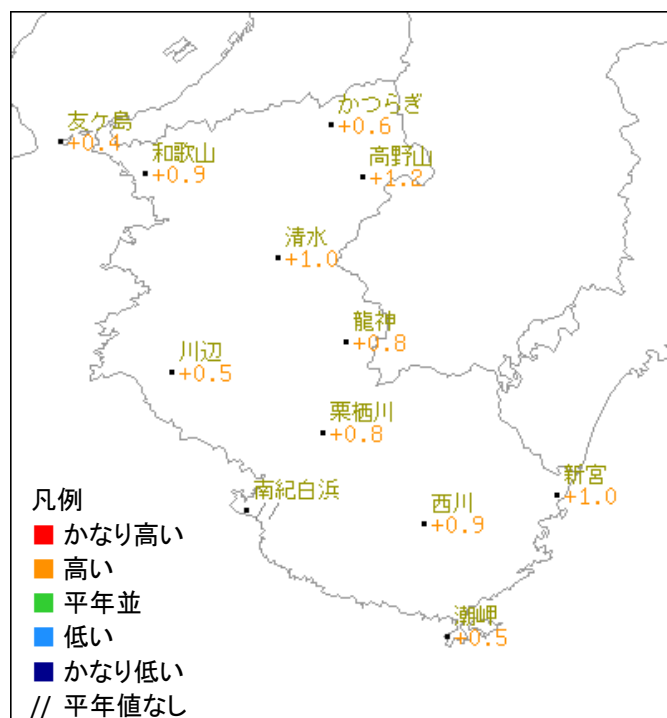 かつらぎ
+0.6
友ケ島
+0.4
和歌山
+0.9
高野山
+1.2
清水
+1.0
龍神
+0.8
川辺
+0.5
栗栖川
+0.8
南紀白浜
//
西川
+0.9
新宮
+1.0
潮岬
+0.5
凡例
かなり高い
高い
平年並
低い
かなり低い
// 平年値なし